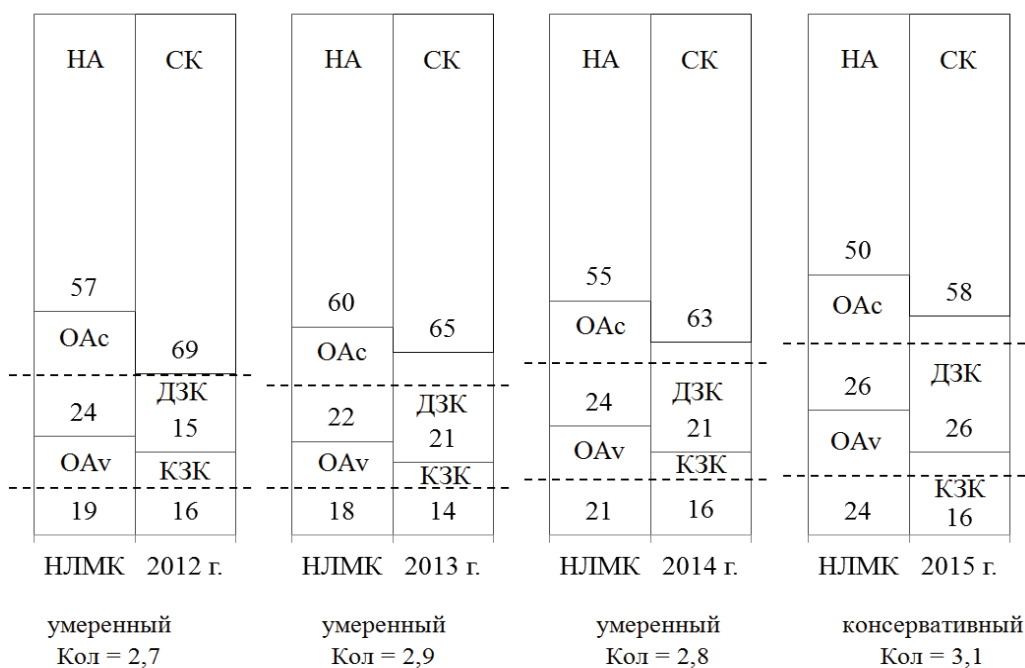 НА СК НА СК НА СК НА СК
50
57 60 55 58
ОАс 69 ОАс 65 ОАс 63 ОАс
ДЗК ДЗК ДЗК ДЗК
24 15 22 21 24 21 26 26
ОАv КЗК ОАv КЗК ОАv КЗК ОАv КЗК
19 16 18 14 21 16 24 16
НЛМК 2012 г. НЛМК 2013 г. НЛМК 2014 г. НЛМК 2015 г.
умеренный умеренный умеренный консервативный
Кол = 2,7 Кол = 2,9 Кол = 2,8 Кол = 3,1